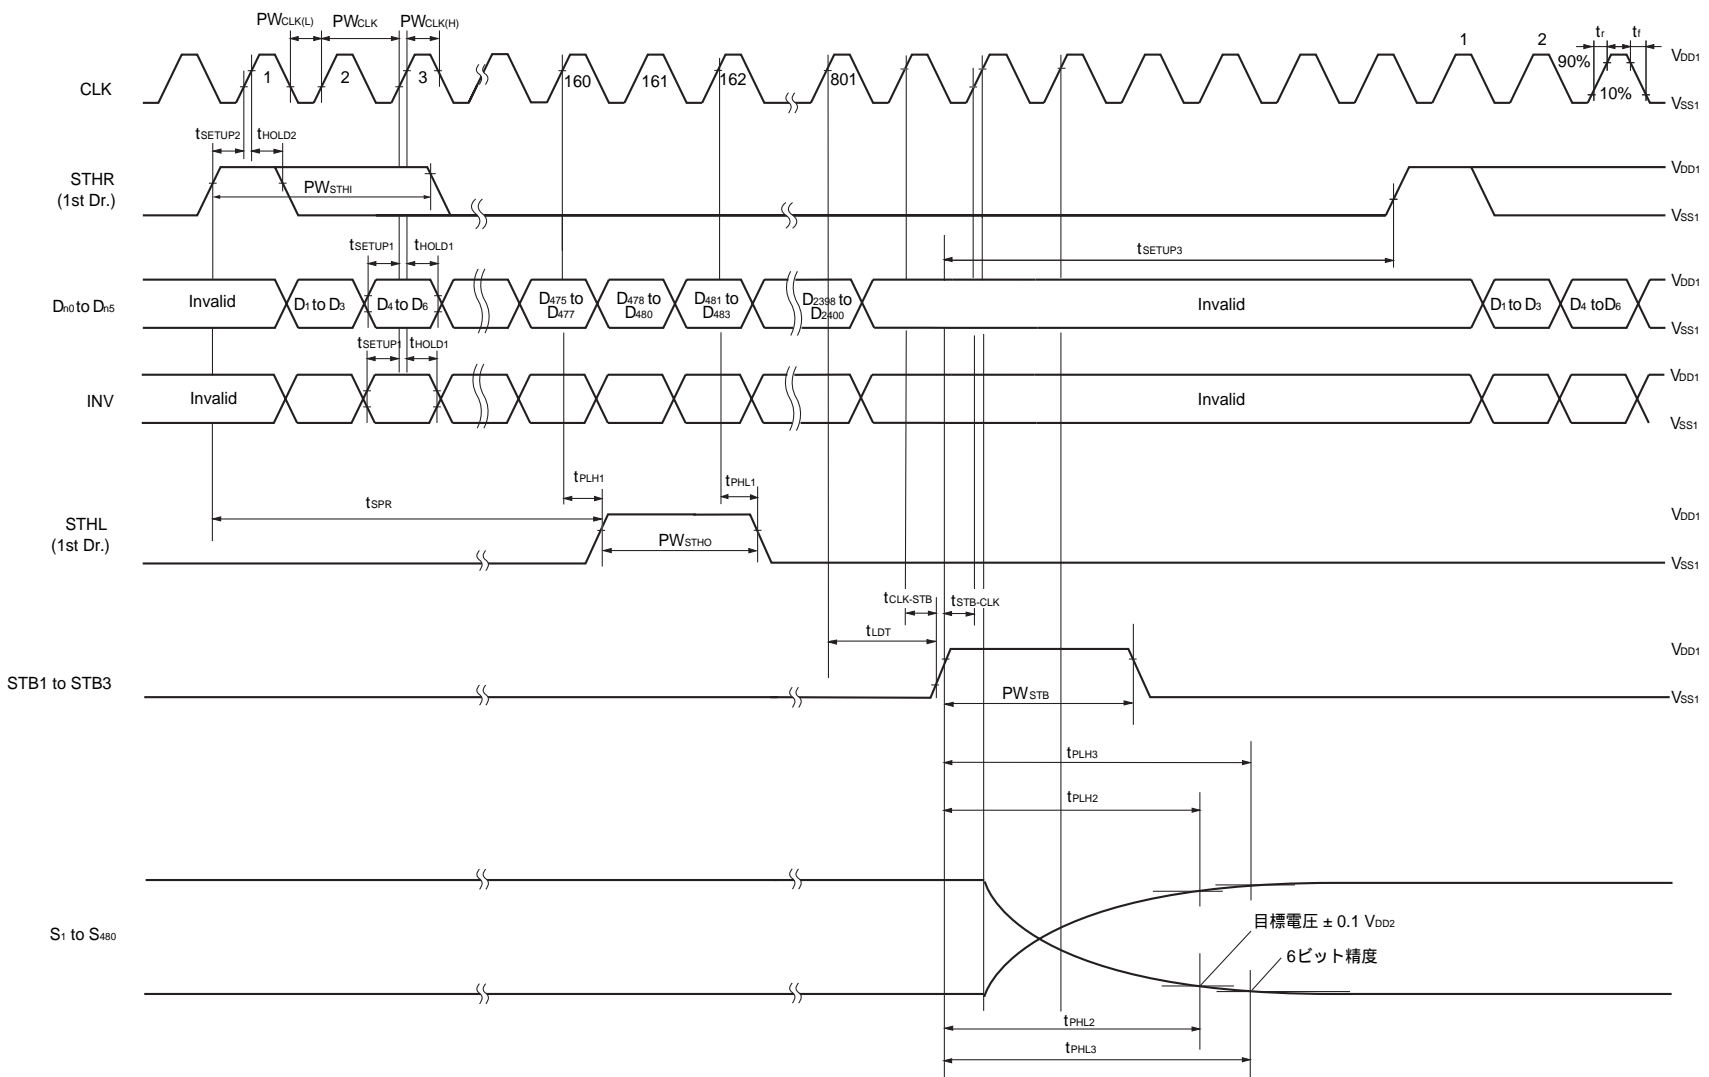 PWCLK(L) PWCLK PWCLK(H)
CLK
1 2 3 160 161 162 801 1 2
tr tf
90%
10%
VDD1
VSS1
tSETUP2 tHOLD2
STHR
(1st Dr.)
PWSTHI
VDD1
VSS1
tSETUP1 tHOLD1
tSETUP3
Dn0 to Dn5
Invalid
D1 to D3
D4 to D6
D475 to
D477
D478 to
D480
D481 to
D483
D2398 to
D2400
Invalid
D1 to D3
D4 to D6
VDD1
VSS1
tSETUP1 tHOLD1
INV
Invalid
Invalid
VDD1
VSS1
tPLH1
tPHL1
tSPR
STHL
(1st Dr.)
PWSTHO
VDD1
VSS1
tCLK-STB tSTB-CLK
tLDT
STB1 to STB3
PWSTB
VDD1
VSS1
tPLH3
tPLH2
S1 to S480
目標電圧 ± 0.1 VDD2
6ビット精度
tPHL2
tPHL3